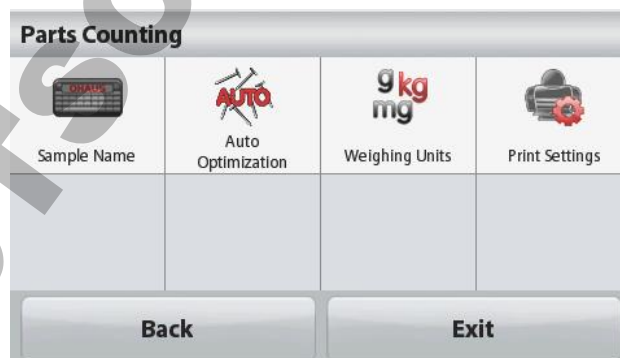 Parts Counting
OHAUS
AUTO
g kg
mg
Sample Name
Auto
Optimization
Weighing Units
Print Settings
Back
Exit